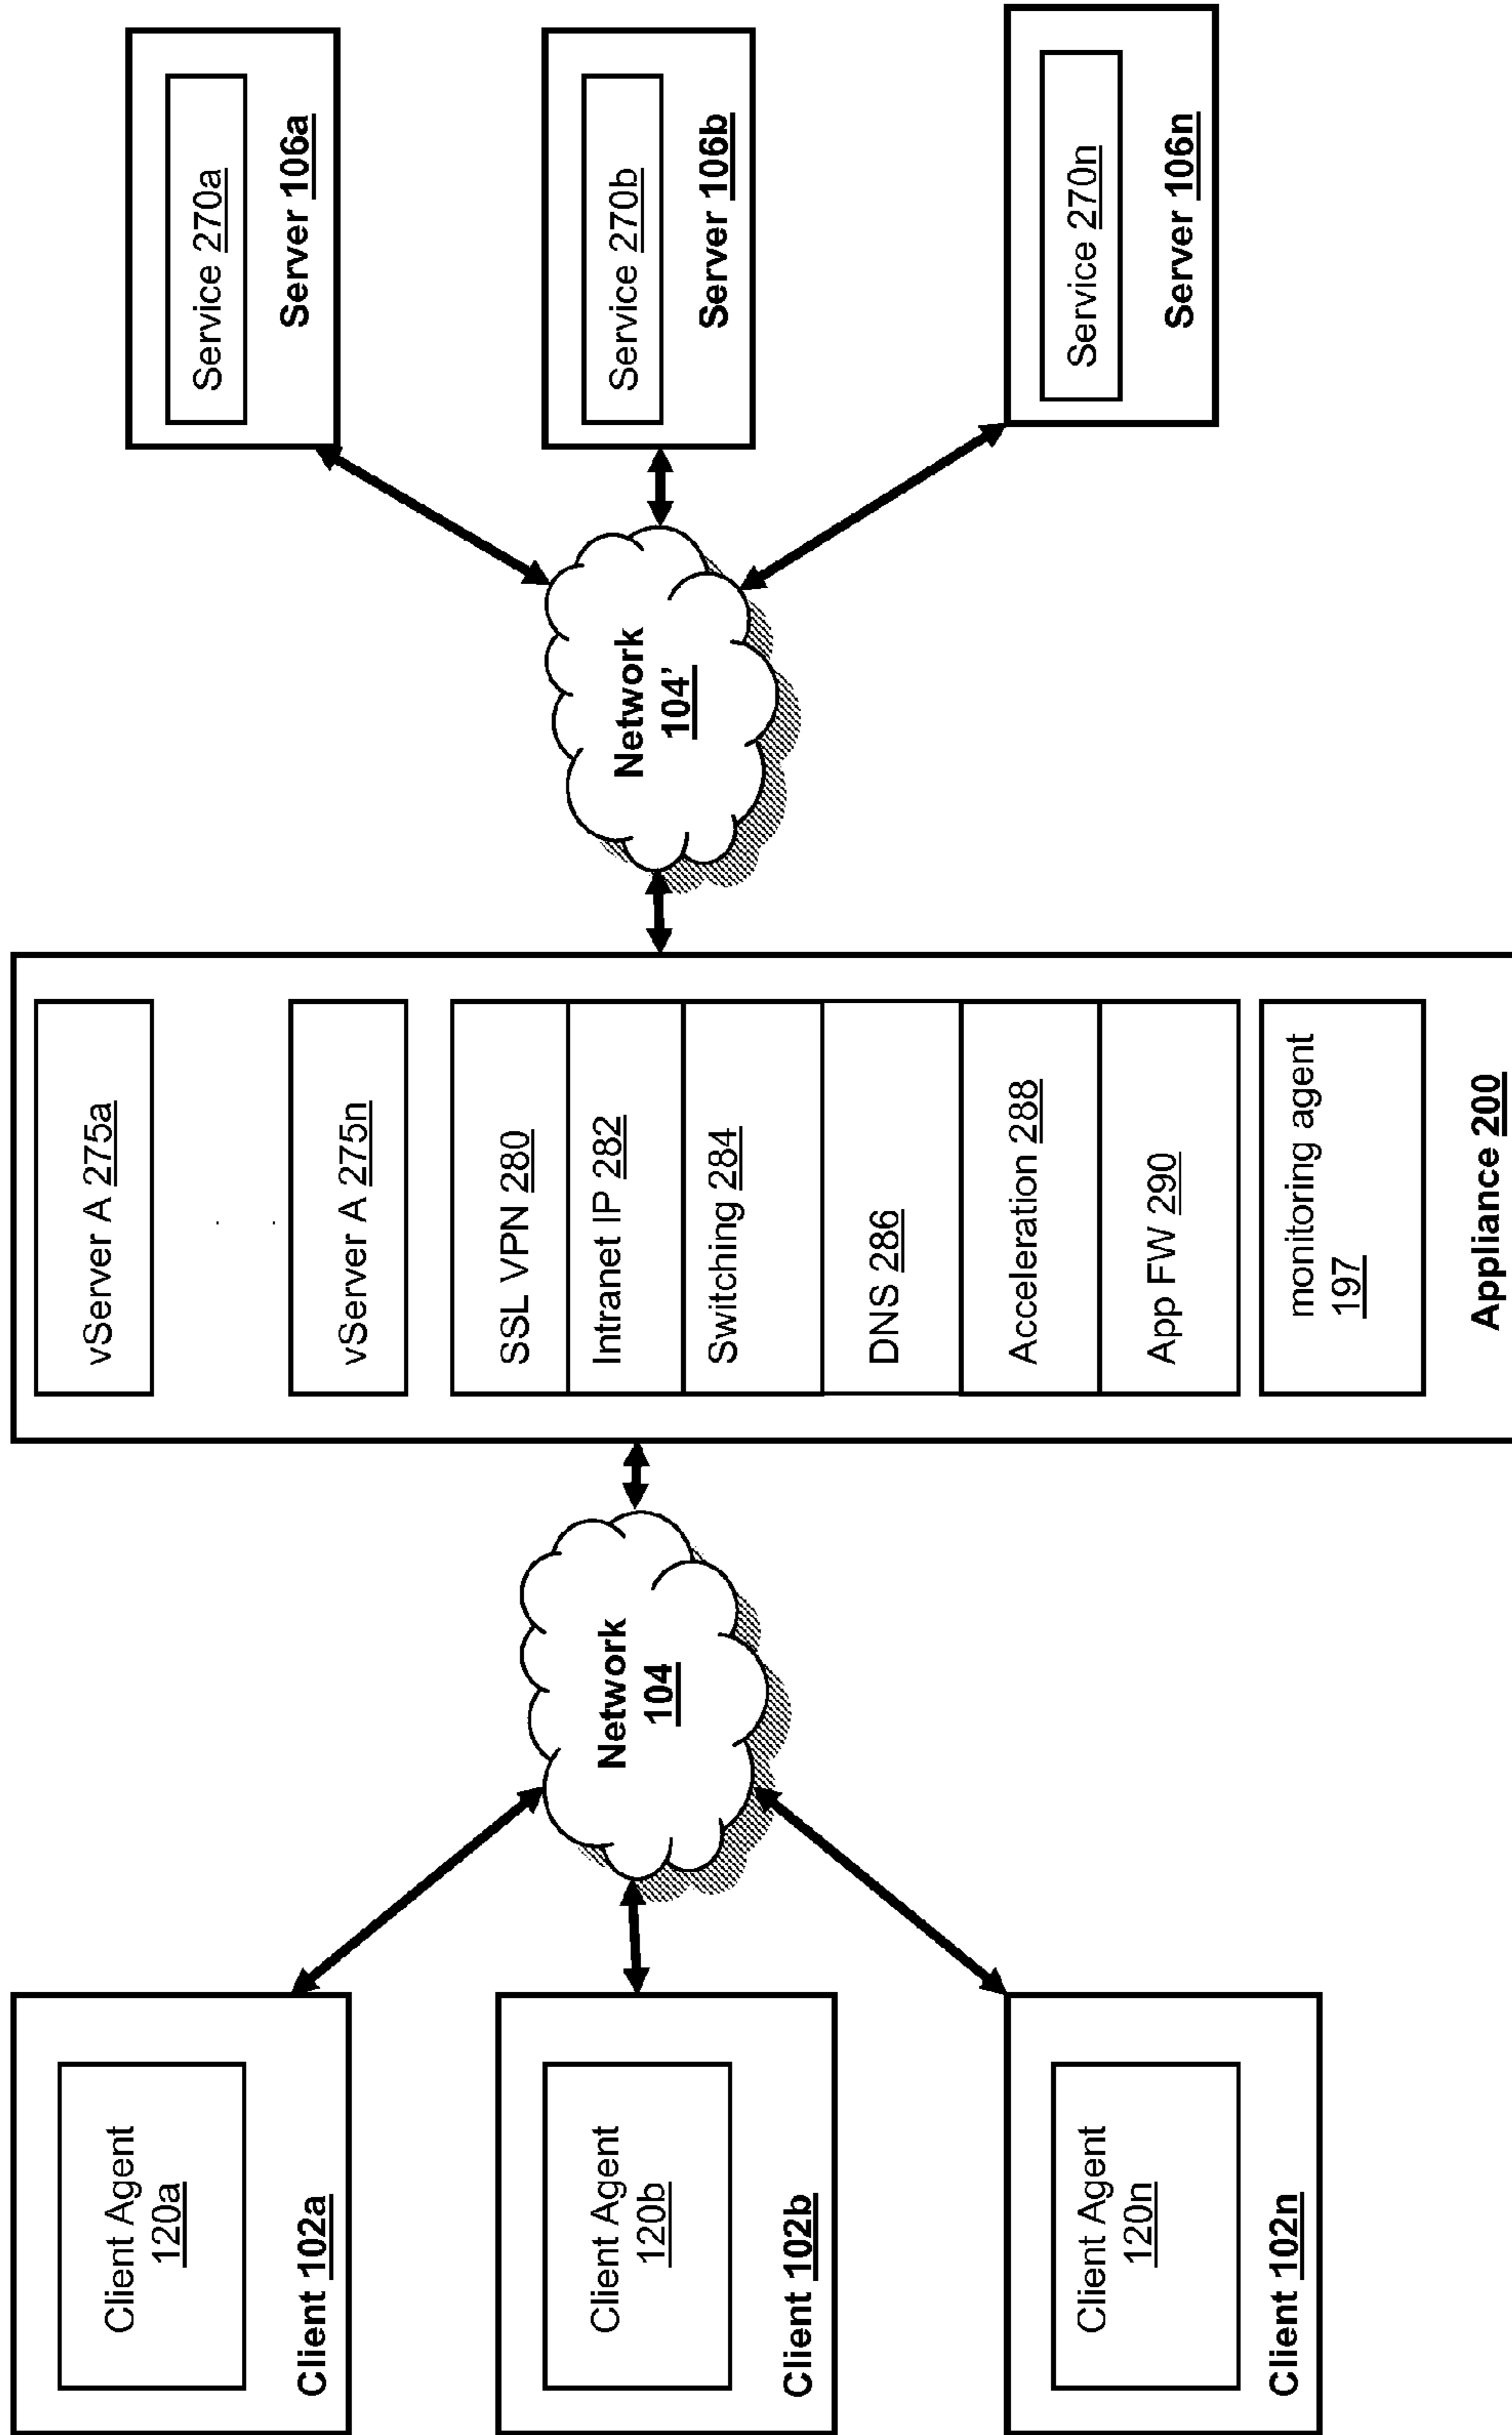 Client Agent
120a
Client 102a
Client Agent
120b
Client 102b
Client Agent
120n
Client 102n
Network
104
vServer A 275a
vServer A 275n
SSL VPN 280
Intranet IP 282
Switching 284
DNS 286
Acceleration 288
App FW 290
monitoring agent
197
Appliance 200
Network
104’
Service 270a
Server 106a
Service 270b
Server 106b
Service 270n
Server 106n